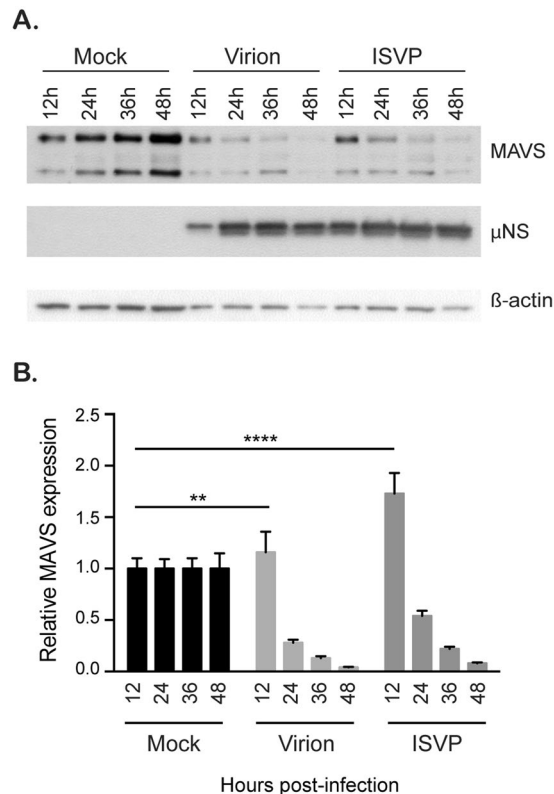 A.
Mock Virion ISVP
12h 24h 36h 48h 12h 24h 36h 48h 12h 24h 36h 48h
MAVS
µNS
ß-actin
B.
2.5
2.0
1.5
1.0
0.5
0.0
Relative MAVS expression
****
**
12 24 36 48 12 24 36 48 12 24 36 48
Mock Virion ISVP
Hours post-infection